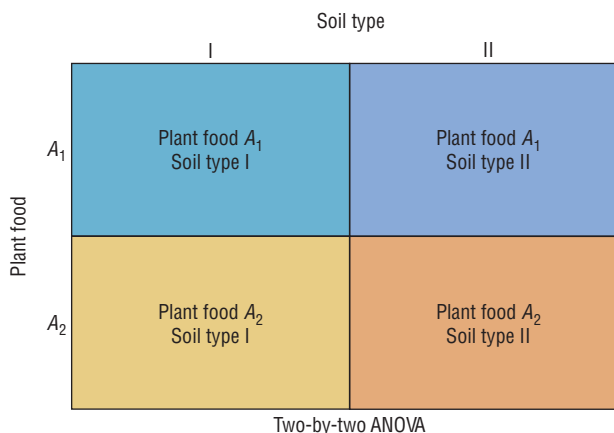 Soil type
I II
Plant food
A₁
Plant food A₁
Soil type I
Plant food A₁
Soil type II
A₂
Plant food A₂
Soil type I
Plant food A₂
Soil type II
Two-by-two ANOVA